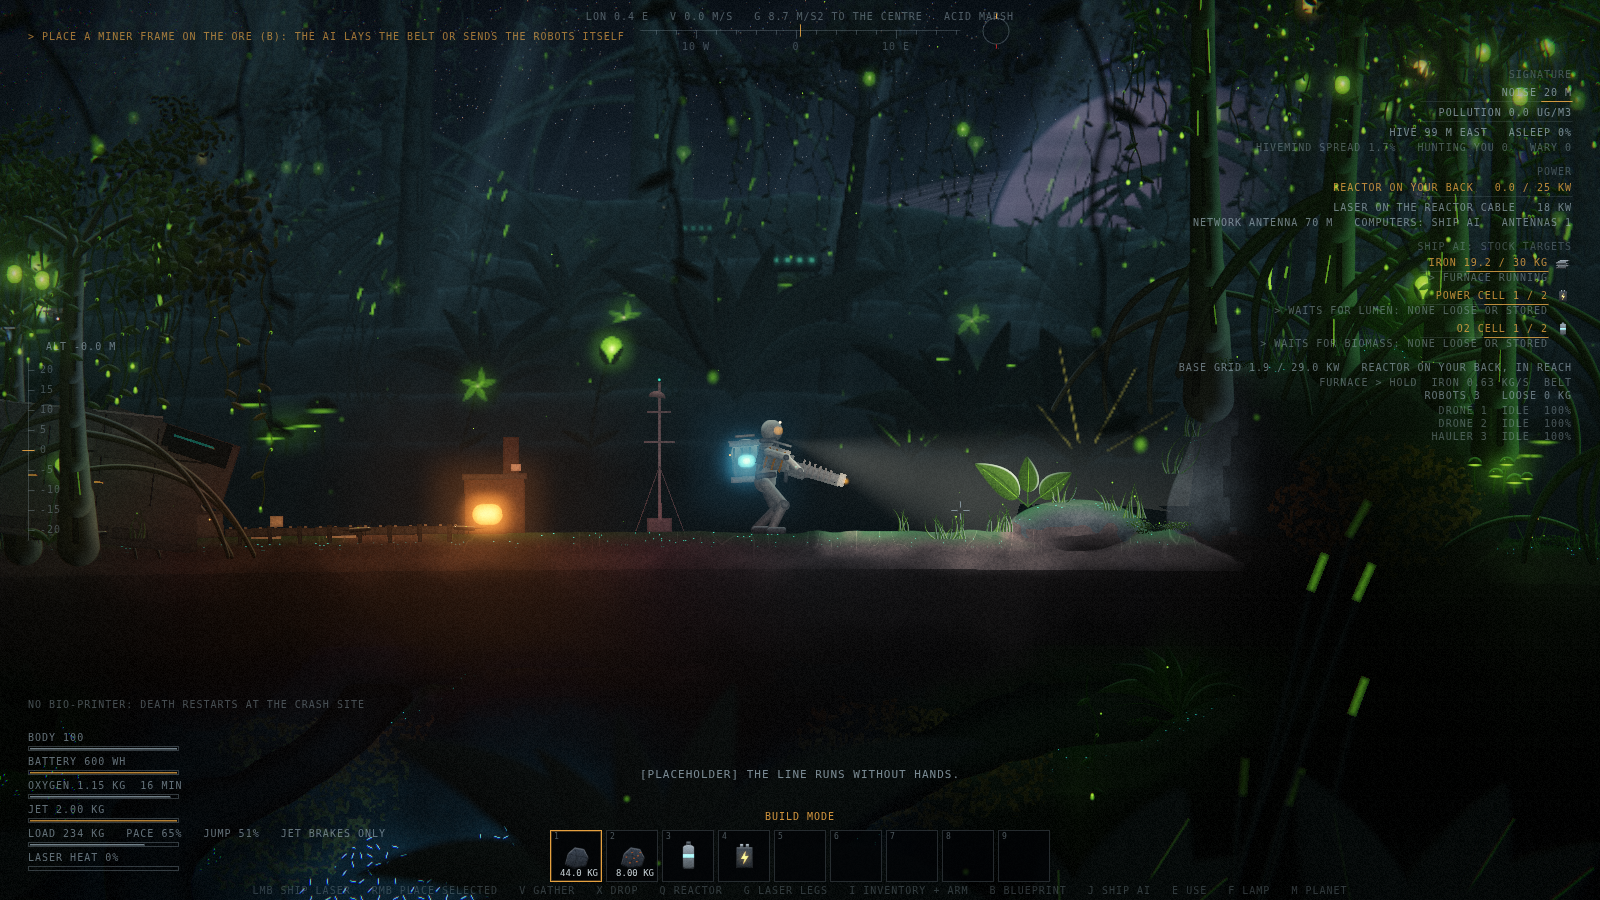 LON 0.4 E   V 0.0 M/S   G 8.7 M/S2 TO THE CENTRE   ACID MARSH
> PLACE A MINER FRAME ON THE ORE (B): THE AI LAYS THE BELT OR SENDS THE ROBOTS ITSELF
10 W   0   10 E
SIGNATURE
NOISE 20 M
POLLUTION 0.0 UG/M3
HIVE 99 M EAST   ASLEEP 0%
HIVEMIND SPREAD 1.7%   HUNTING YOU 0   WARY 0
POWER
REACTOR ON YOUR BACK   0.0 / 25 KW
LASER ON THE REACTOR CABLE   18 KW
NETWORK ANTENNA 70 M   COMPUTERS: SHIP AI   ANTENNAS 1
SHIP AI: STOCK TARGETS
IRON 19.2 / 30 KG
> FURNACE RUNNING
POWER CELL 1 / 2
> WAITS FOR LUMEN: NONE LOOSE OR STORED
O2 CELL 1 / 2
> WAITS FOR BIOMASS: NONE LOOSE OR STORED
BASE GRID 1.9 / 29.0 KW   REACTOR ON YOUR BACK, IN REACH
FURNACE > HOLD   IRON 0.63 KG/S   BELT
ROBOTS 3   LOOSE 0 KG
DRONE 1   IDLE   100%
DRONE 2   IDLE   100%
HAULER 3   IDLE   100%
ALT -0.0 M
20
15
10
5
0
-5
-10
-15
-20
NO BIO-PRINTER: DEATH RESTARTS AT THE CRASH SITE
BODY 100
BATTERY 600 WH
OXYGEN 1.15 KG   16 MIN
JET 2.00 KG
LOAD 234 KG   PACE 65%   JUMP 51%   JET BRAKES ONLY
LASER HEAT 0%
[PLACEHOLDER] THE LINE RUNS WITHOUT HANDS.
BUILD MODE
1 2 3 4 5 6 7 8 9
44.0 KG   8.00 KG
LMB SHIP LASER   RMB PLACE SELECTED   V GATHER   X DROP   Q REACTOR   G LASER LEGS   I INVENTORY + ARM   B BLUEPRINT   J SHIP AI   E USE   F LAMP   M PLANET